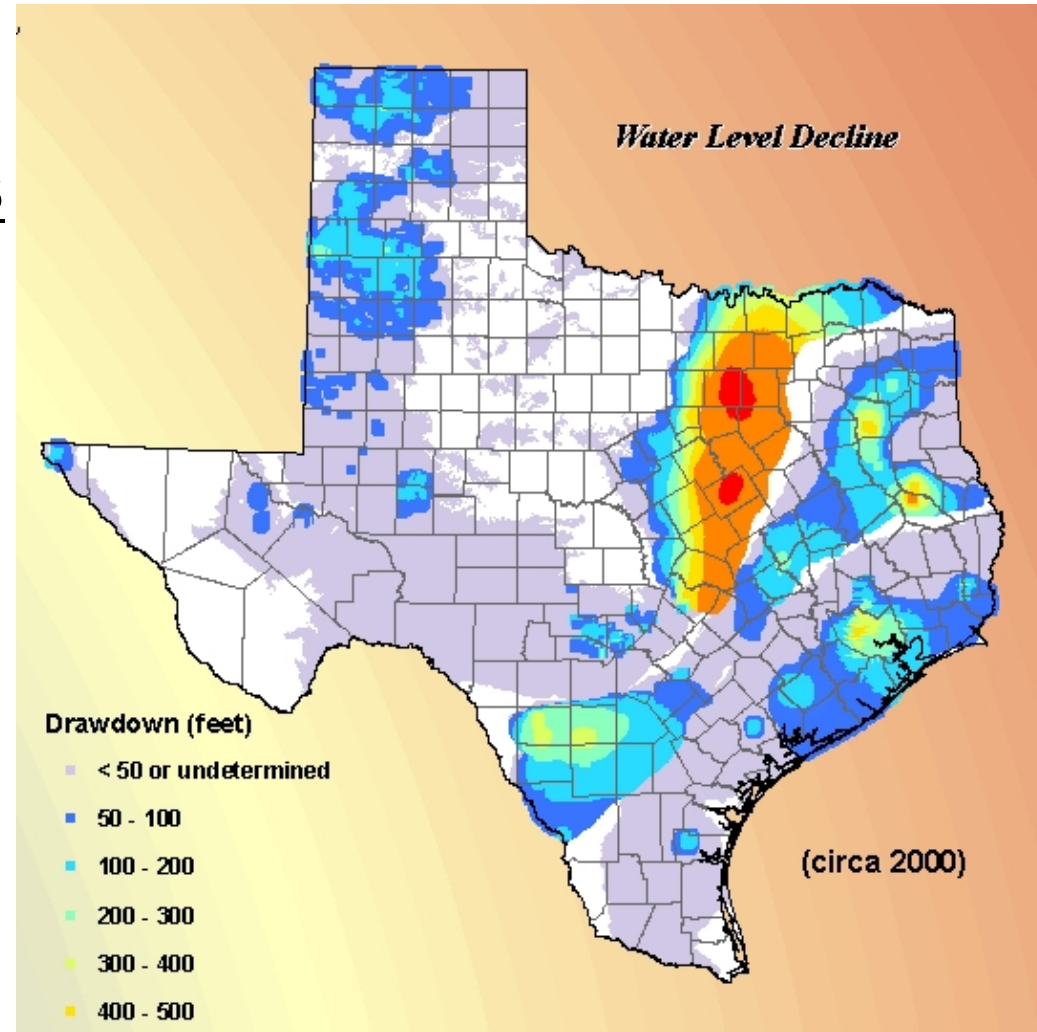 Water Level Decline
Drawdown (feet)
< 50 or undetermined
50 - 100
100 - 200
200 - 300
300 - 400
400 - 500
(circa 2000)